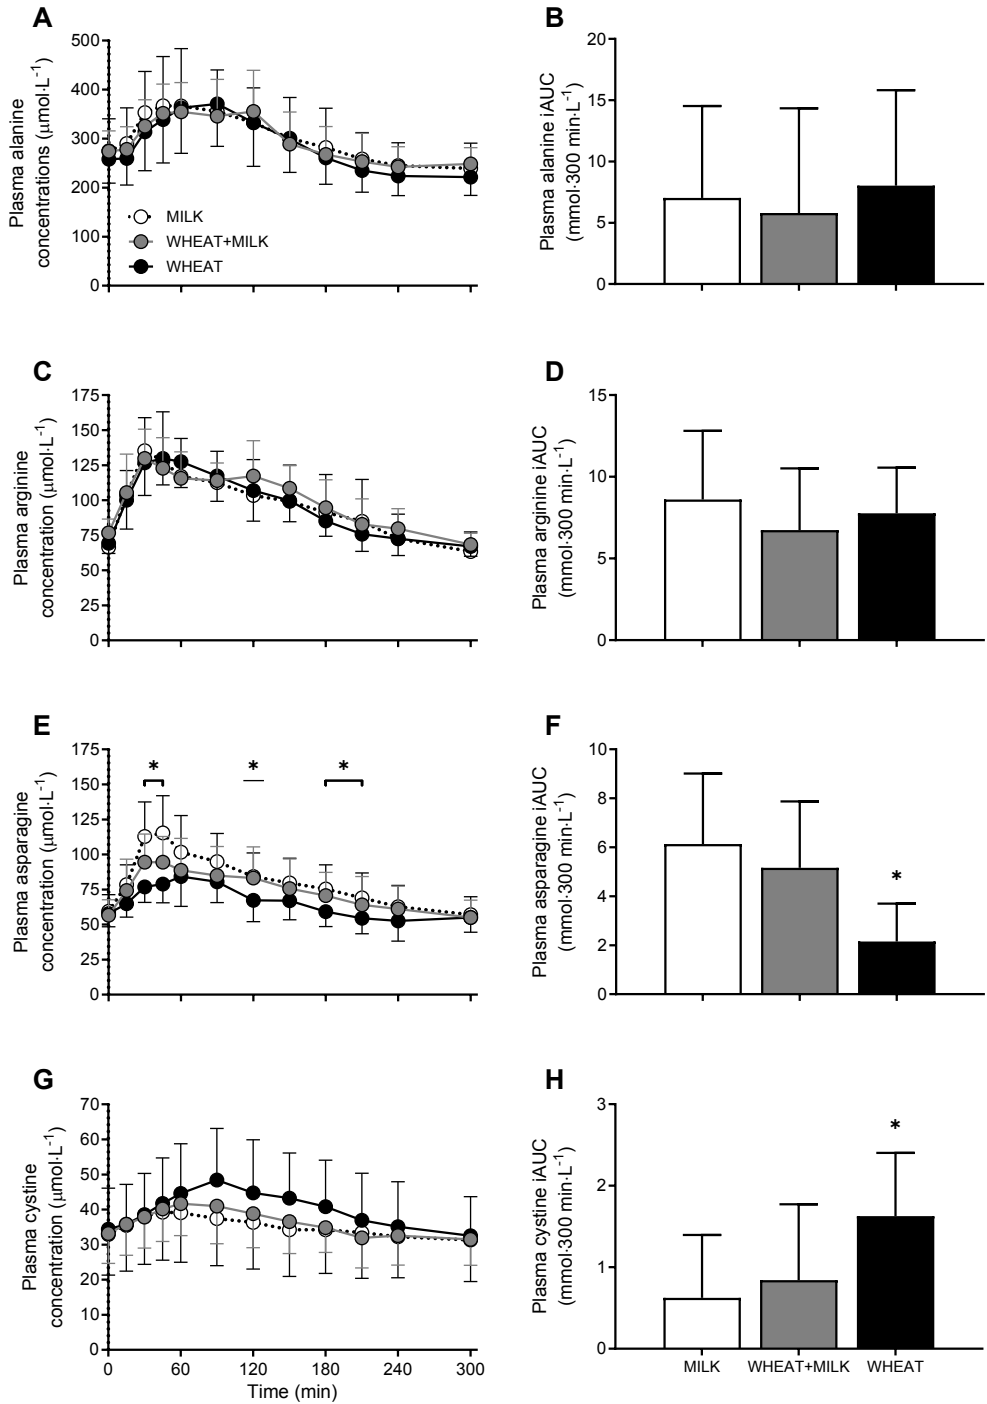 A
Plasma alanine
concentrations (μmol·L⁻¹)
500
400
300
200
100
0
MILK
WHEAT+MILK
WHEAT
B
Plasma alanine iAUC
(mmol·300 min·L⁻¹)
20
15
10
5
0
C
Plasma arginine
concentration (μmol·L⁻¹)
175
150
125
100
75
50
25
0
D
Plasma arginine iAUC
(mmol·300 min·L⁻¹)
15
10
5
0
E
Plasma asparagine
concentration (μmol·L⁻¹)
175
150
125
100
75
50
25
0
* * *
F
Plasma asparagine iAUC
(mmol·300 min·L⁻¹)
10
8
6
4
2
0
*
G
Plasma cystine
concentration (μmol·L⁻¹)
70
60
50
40
30
20
10
0
0 60 120 180 240 300
Time (min)
H
Plasma cystine iAUC
(mmol·300 min·L⁻¹)
3
2
1
0
*
MILK WHEAT+MILK WHEAT